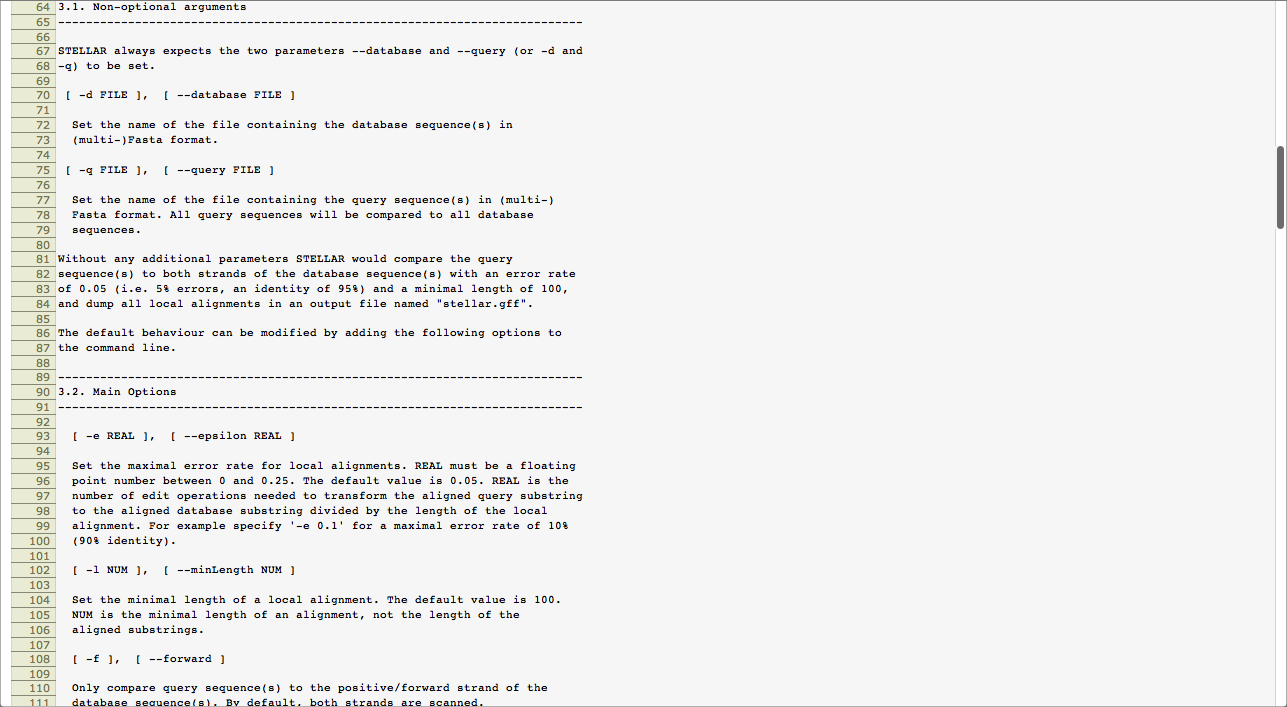 64 3.1. Non-optional arguments
65 ---------------------------------------------------------------------------
66
67 STELLAR always expects the two parameters --database and --query (or -d and
68 -q) to be set.
69
70 [ -d FILE ],  [ --database FILE ]
71
72 Set the name of the file containing the database sequence(s) in
73 (multi-)Fasta format.
74
75 [ -q FILE ],  [ --query FILE ]
76
77 Set the name of the file containing the query sequence(s) in (multi-)
78 Fasta format. All query sequences will be compared to all database
79 sequences.
80
81 Without any additional parameters STELLAR would compare the query
82 sequence(s) to both strands of the database sequence(s) with an error rate
83 of 0.05 (i.e. 5% errors, an identity of 95%) and a minimal length of 100,
84 and dump all local alignments in an output file named "stellar.gff".
85
86 The default behaviour can be modified by adding the following options to
87 the command line.
88
89 ---------------------------------------------------------------------------
90 3.2. Main Options
91 ---------------------------------------------------------------------------
92
93 [ -e REAL ],  [ --epsilon REAL ]
94
95 Set the maximal error rate for local alignments. REAL must be a floating
96 point number between 0 and 0.25. The default value is 0.05. REAL is the
97 number of edit operations needed to transform the aligned query substring
98 to the aligned database substring divided by the length of the local
99 alignment. For example specify '-e 0.1' for a maximal error rate of 10%
100 (90% identity).
101
102 [ -l NUM ],  [ --minLength NUM ]
103
104 Set the minimal length of a local alignment. The default value is 100.
105 NUM is the minimal length of an alignment, not the length of the
106 aligned substrings.
107
108 [ -f ],  [ --forward ]
109
110 Only compare query sequence(s) to the positive/forward strand of the
111 database sequence(s). By default, both strands are scanned.